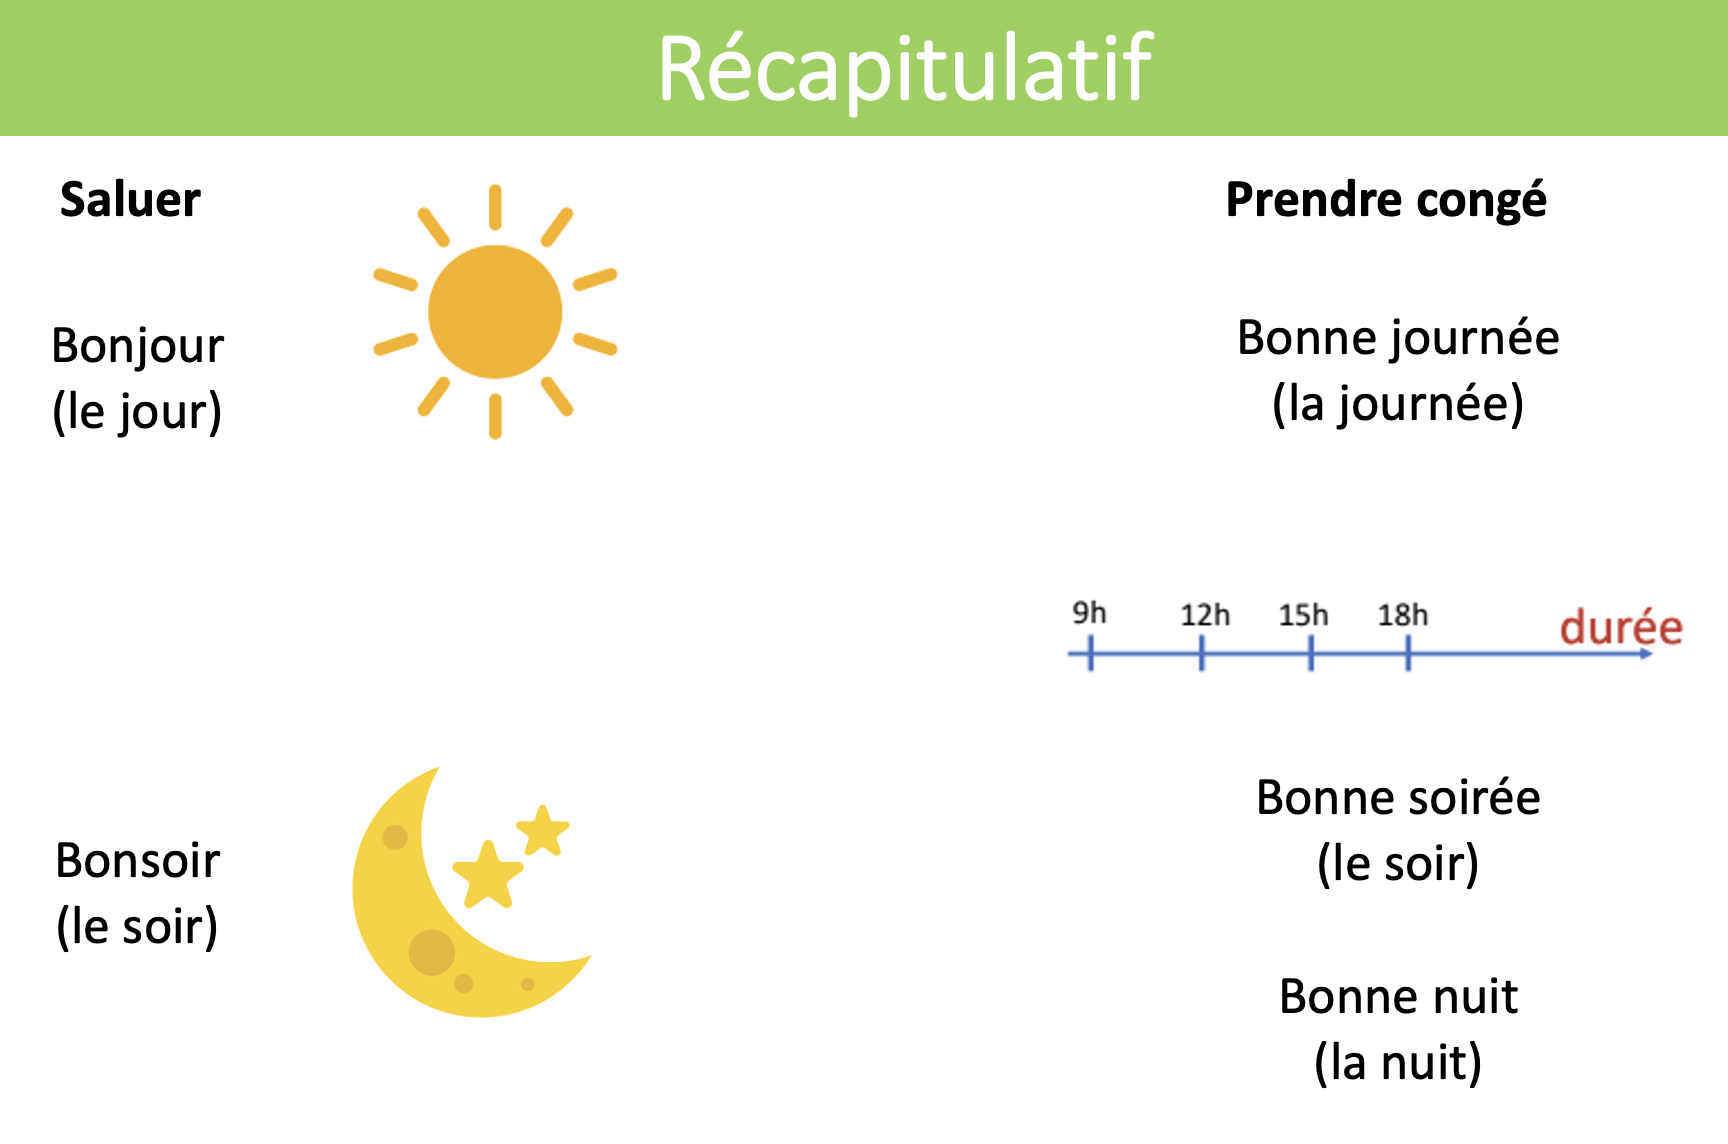 Récapitulatif
Saluer
Bonjour
(le jour)
Bonsoir
(le soir)
Prendre congé
Bonne journée
(la journée)
9h 12h 15h 18h durée
Bonne soirée
(le soir)
Bonne nuit
(la nuit)